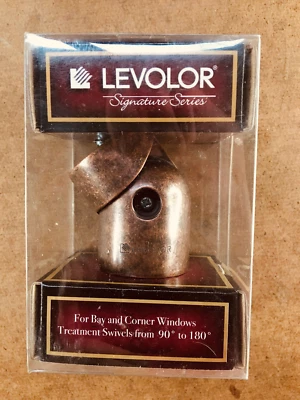 LEVOLOR®
Signature Series
For Bay and Corner Windows
Treatment Swivels from 90° to 180°